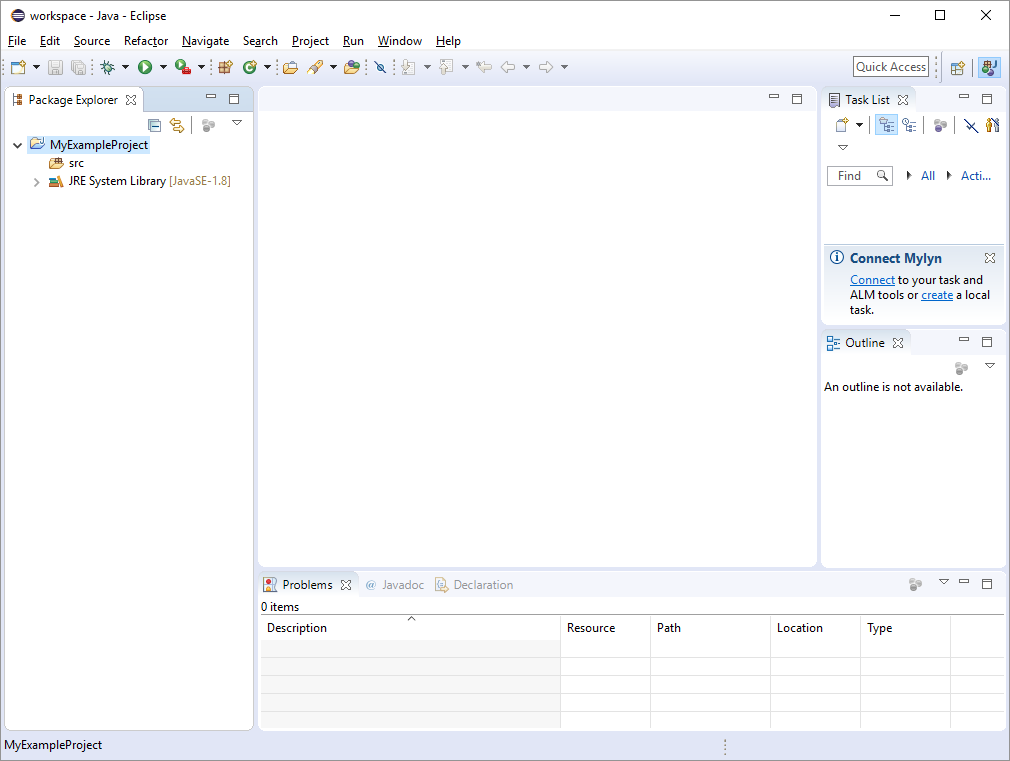 workspace - Java - Eclipse
File Edit Source Refactor Navigate Search Project Run Window Help
Quick Access
Package Explorer
MyExampleProject
src
JRE System Library [JavaSE-1.8]
Task List
Find All Acti...
Connect Mylyn
Connect to your task and
ALM tools or create a local
task.
Outline
An outline is not available.
Problems @ Javadoc Declaration
0 items
Description Resource Path Location Type
MyExampleProject